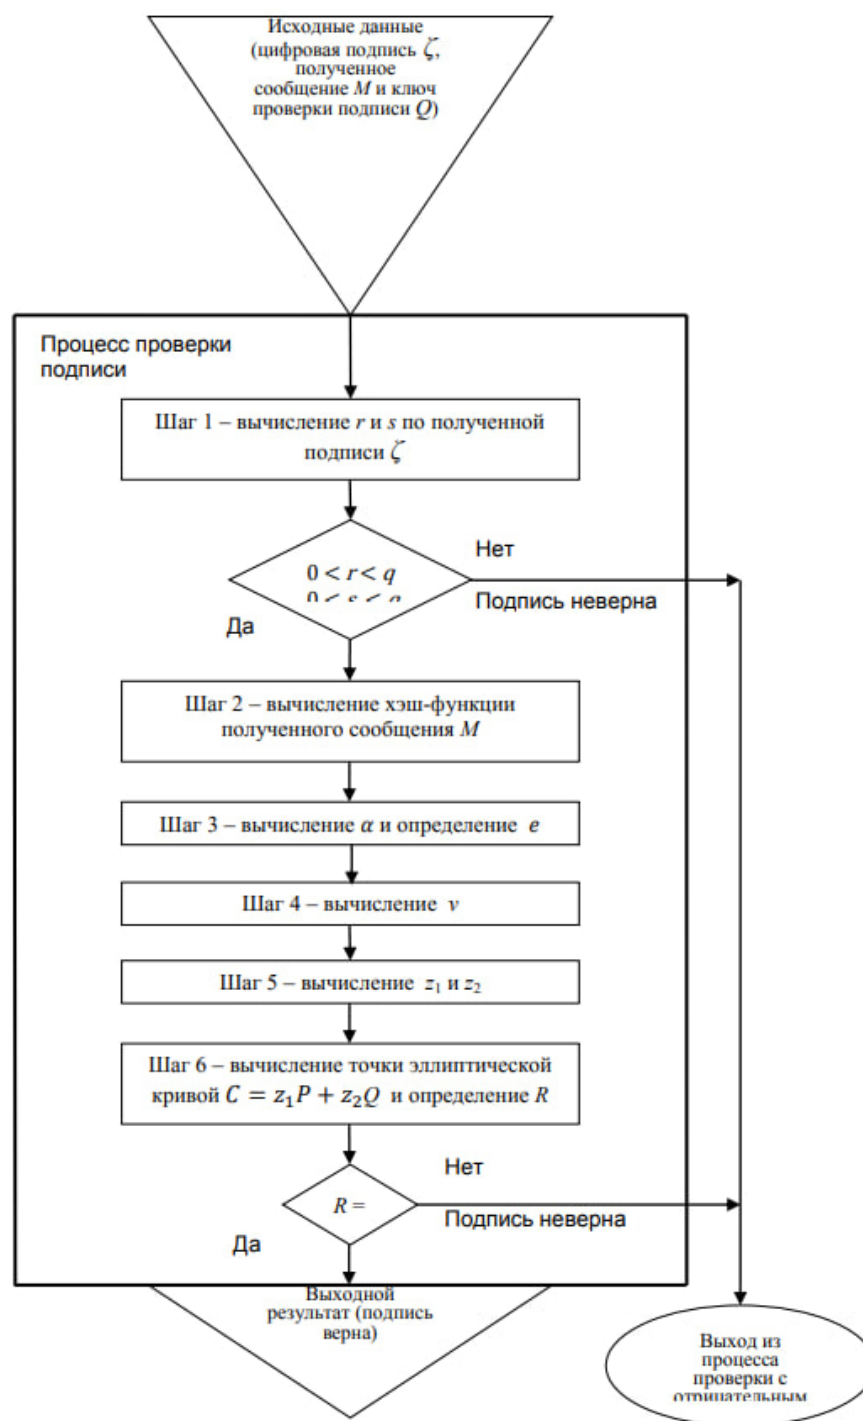 Исходные данные
(цифровая подпись ζ,
полученное
сообщение M и ключ
проверки подписи Q)
Процесс проверки
подписи
Шаг 1 – вычисление r и s по полученной
подписи ζ
Нет
0 < r < q
0 < s < q
Подпись неверна
Да
Шаг 2 – вычисление хэш-функции
полученного сообщения M
Шаг 3 – вычисление α и определение e
Шаг 4 – вычисление v
Шаг 5 – вычисление z₁ и z₂
Шаг 6 – вычисление точки эллиптической
кривой C = z₁P + z₂Q и определение R
Нет
R =
Подпись неверна
Да
Выходной
результат (подпись
верна)
Выход из
процесса
проверки с
отрицательным